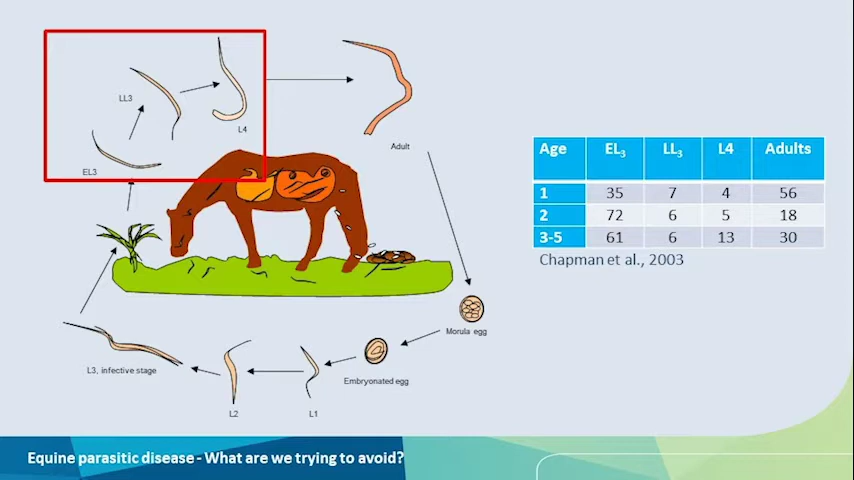 LL3
L4
EL3
Adult
Morula egg
Embryonated egg
L3, infective stage
L2
L1
Age EL3 LL3 L4 Adults
1 35 7 4 56
2 72 6 5 18
3-5 61 6 13 30
Chapman et al., 2003
Equine parasitic disease - What are we trying to avoid?